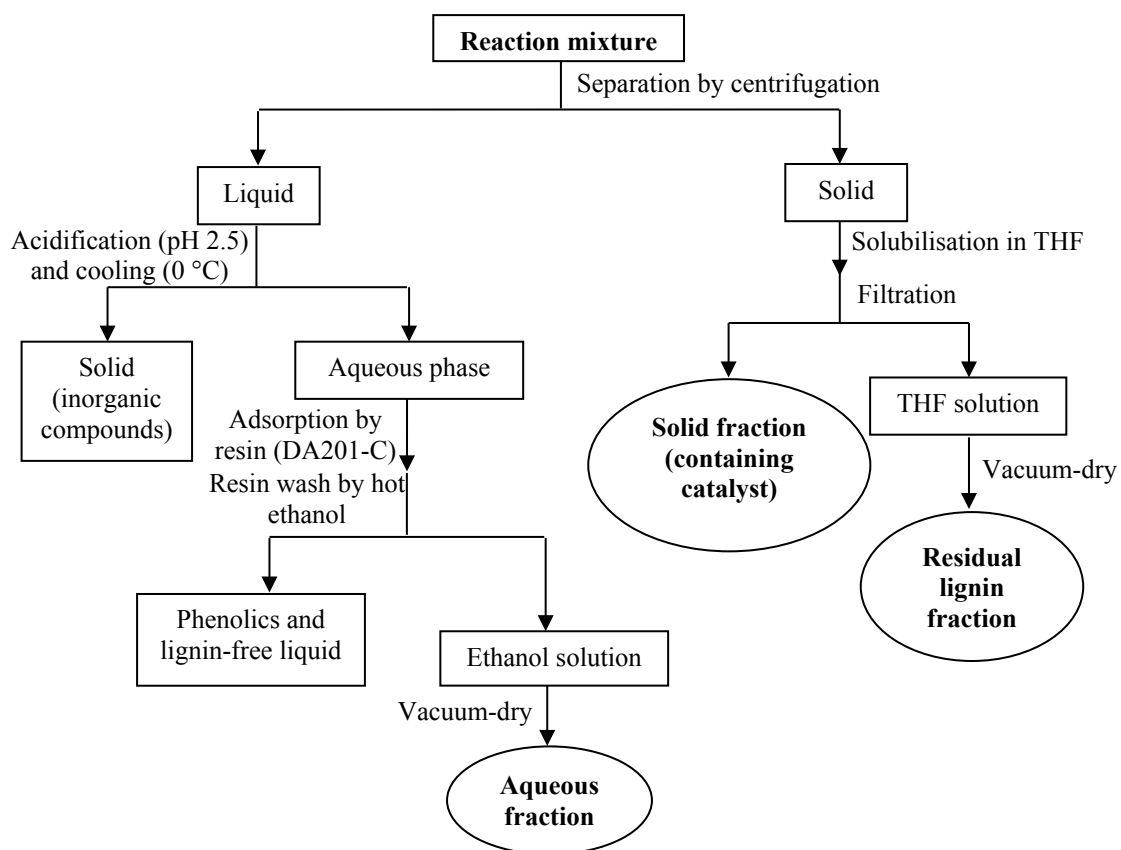 Reaction mixture
Separation by centrifugation
Liquid
Solid
Acidification (pH 2.5)
and cooling (0 °C)
Solubilisation in THF
Filtration
Solid
(inorganic
compounds)
Aqueous phase
THF solution
Adsorption by
resin (DA201-C)
Resin wash by hot
ethanol
Solid fraction
(containing
catalyst)
Vacuum-dry
Residual
lignin
fraction
Phenolics and
lignin-free liquid
Ethanol solution
Vacuum-dry
Aqueous
fraction